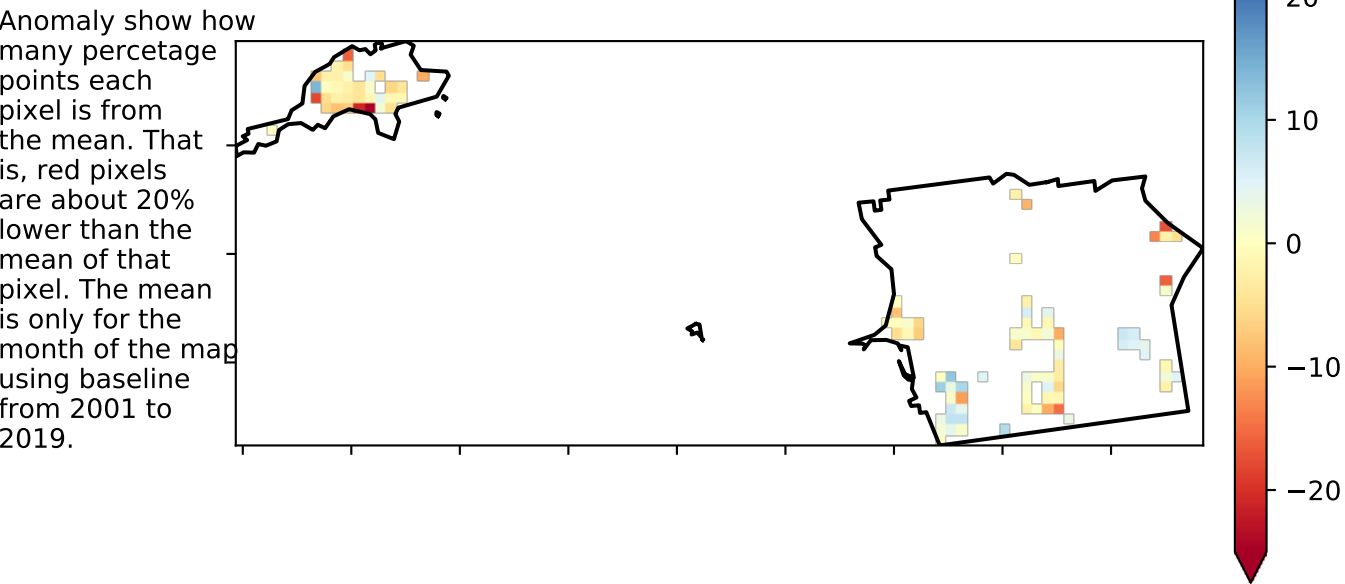 Anomaly show how
many percetage
points each
pixel is from
the mean. That
is, red pixels
are about 20%
lower than the
mean of that
pixel. The mean
is only for the
month of the map
using baseline
from 2001 to
2019.
20
10
0
−10
−20